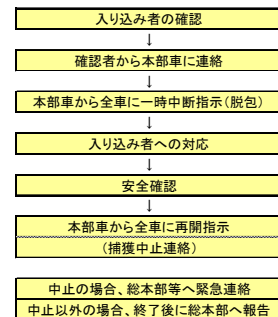 入り込み者の確認
↓
確認者から本部車に連絡
↓
本部車から全車に一時中断指示(脱包)
↓
入り込み者への対応
↓
安全確認
↓
本部車から全車に再開指示
(捕獲中止連絡)
中止の場合、総本部等へ緊急連絡
中止以外の場合、終了後に総本部へ報告